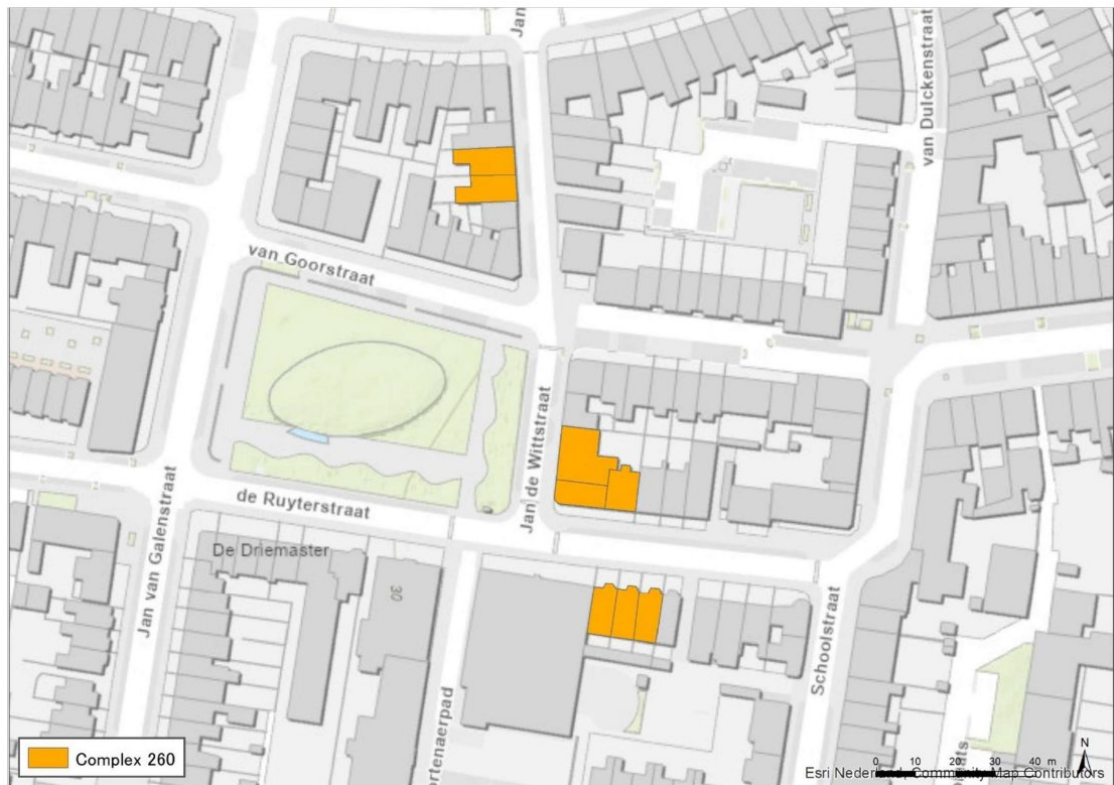 Jan
van Dulckenstraat
van Goorstraat
Jan de Wittstraat
de Ruyterstraat
De Driemaster
30
Jan van Galenstraat
Schoolstraat
ortenaerpad
Complex 260
N
0 10 20 30 40 m
Esri Nederland, Community Map Contributors